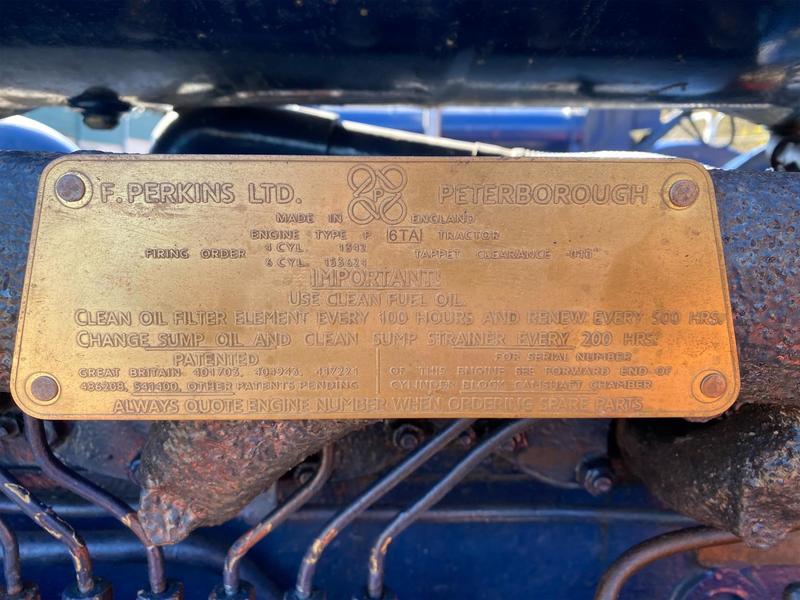 F. PERKINS LTD. P PETERBOROUGH
MADE IN ENGLAND
ENGINE TYPE P 6TA TRACTOR
FIRING ORDER 4 CYL. 1342 TAPPET CLEARANCE ·010"
6 CYL. 153624
IMPORTANT!
USE CLEAN FUEL OIL.
CLEAN OIL FILTER ELEMENT EVERY 100 HOURS AND RENEW EVERY 500 HRS.
CHANGE SUMP OIL AND CLEAN SUMP STRAINER EVERY 200 HRS.
PATENTED
GREAT BRITAIN 401703, 404943, 417221
486208, 541400, OTHER PATENTS PENDING
FOR SERIAL NUMBER
OF THIS ENGINE SEE FORWARD END OF
CYLINDER BLOCK CAMSHAFT CHAMBER
ALWAYS QUOTE ENGINE NUMBER WHEN ORDERING SPARE PARTS